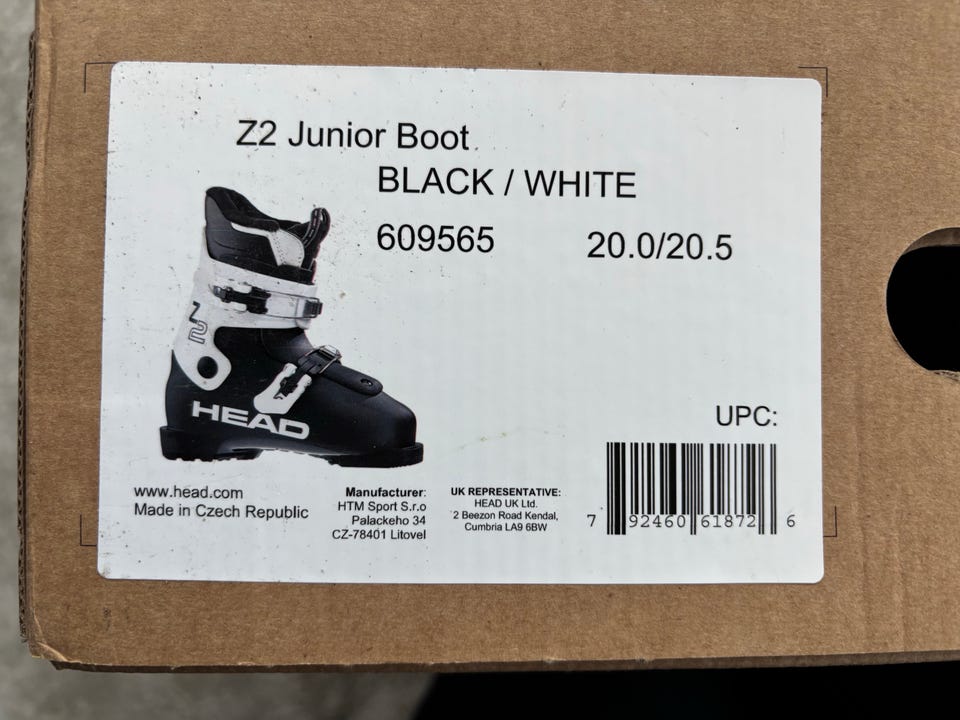 Z2 Junior Boot
BLACK / WHITE
609565 20.0/20.5
Z2
HEAD
UPC:
7 92460 61872 6
www.head.com
Made in Czech Republic
Manufacturer:
HTM Sport S.r.o
Palackeho 34
CZ-78401 Litovel
UK REPRESENTATIVE:
HEAD UK Ltd.
2 Beezon Road Kendal,
Cumbria LA9 6BW